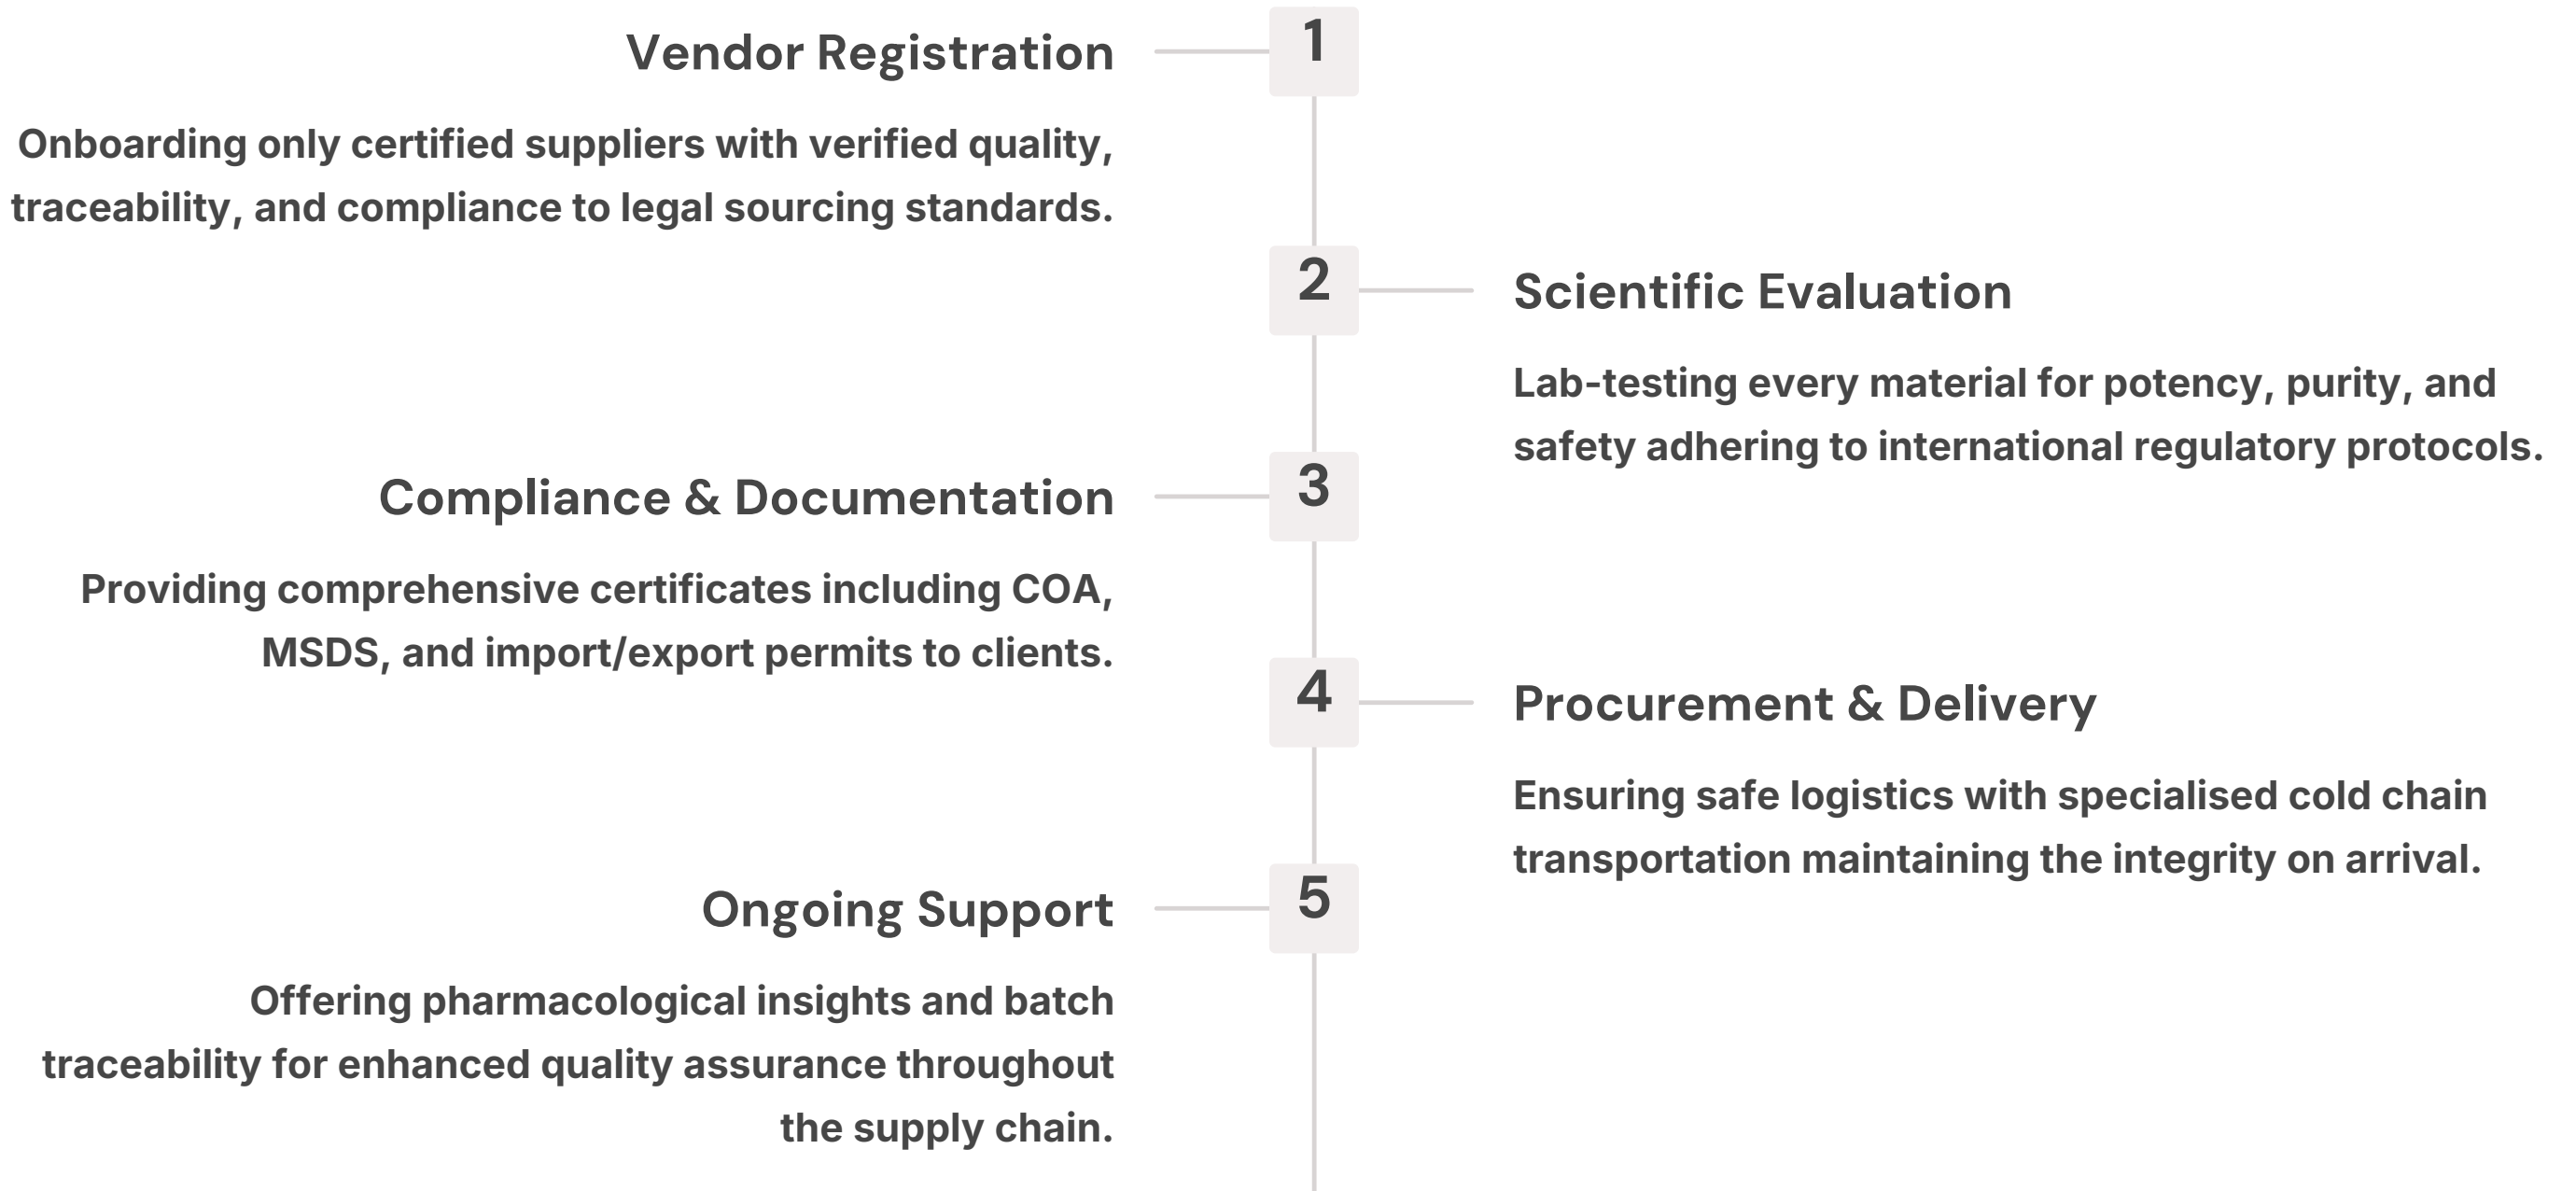 1
Vendor Registration
Onboarding only certified suppliers with verified quality,
traceability, and compliance to legal sourcing standards.
2
Scientific Evaluation
Lab-testing every material for potency, purity, and
safety adhering to international regulatory protocols.
3
Compliance & Documentation
Providing comprehensive certificates including COA,
MSDS, and import/export permits to clients.
4
Procurement & Delivery
Ensuring safe logistics with specialised cold chain
transportation maintaining the integrity on arrival.
5
Ongoing Support
Offering pharmacological insights and batch
traceability for enhanced quality assurance throughout
the supply chain.